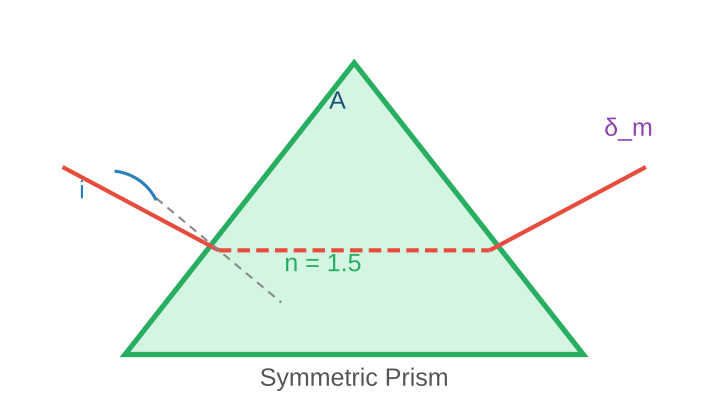 A
δ_m
i
n = 1.5
Symmetric Prism